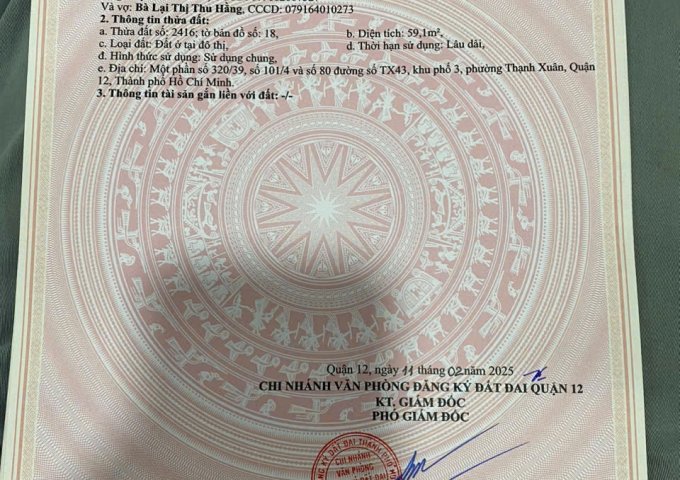 Và vợ: Bà Lại Thị Thu Hằng, CCCD: 079164010273
2. Thông tin thửa đất:
a. Thửa đất số: 2416; tờ bản đồ số: 18, b. Diện tích: 59,1m²,
c. Loại đất: Đất ở tại đô thị, d. Thời hạn sử dụng: Lâu dài,
đ. Hình thức sử dụng: Sử dụng chung,
e. Địa chỉ: Một phần số 320/39, số 101/4 và số 80 đường số TX43, khu phố 3, phường Thạnh Xuân, Quận
12, Thành phố Hồ Chí Minh.
3. Thông tin tài sản gắn liền với đất: -/-
Quận 12, ngày 11 tháng 02 năm 2025
CHI NHÁNH VĂN PHÒNG ĐĂNG KÝ ĐẤT ĐAI QUẬN 12
KT. GIÁM ĐỐC
PHÓ GIÁM ĐỐC
CHI NHÁNH
VĂN PHÒNG